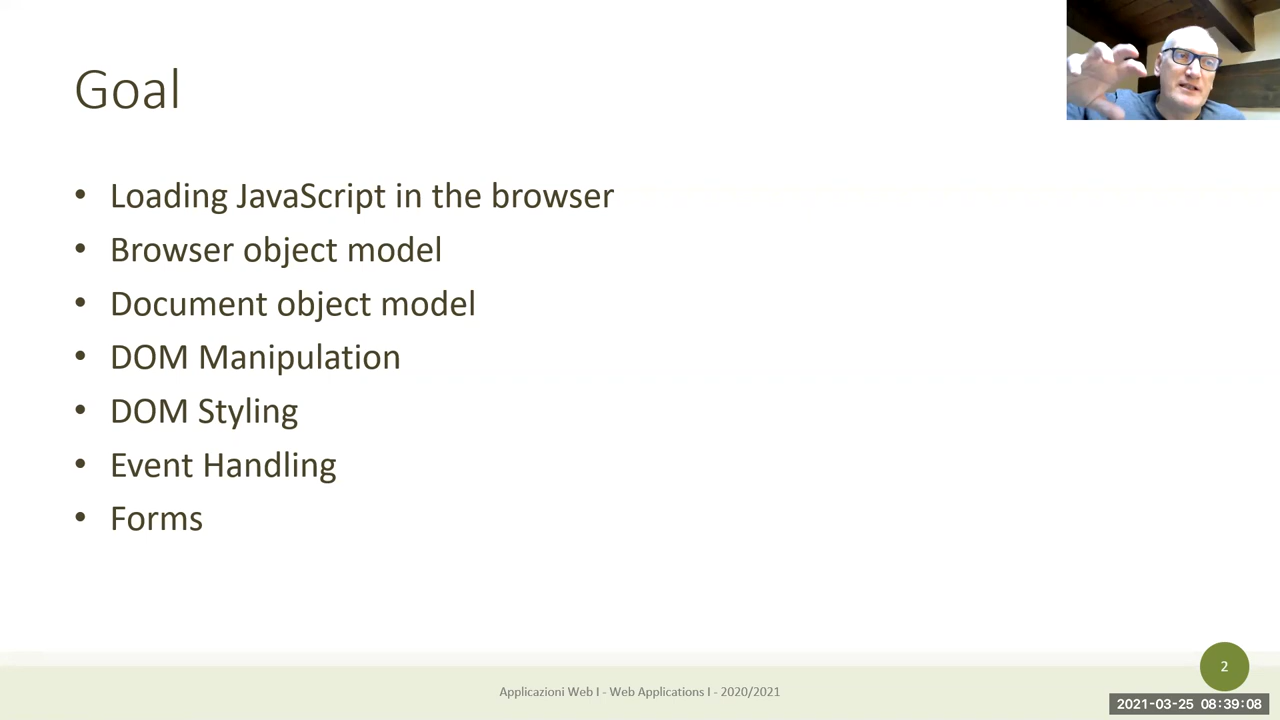 Goal
• Loading JavaScript in the browser
• Browser object model
• Document object model
• DOM Manipulation
• DOM Styling
• Event Handling
• Forms
2
Applicazioni Web I - Web Applications I - 2020/2021
2021-03-25 08:39:08